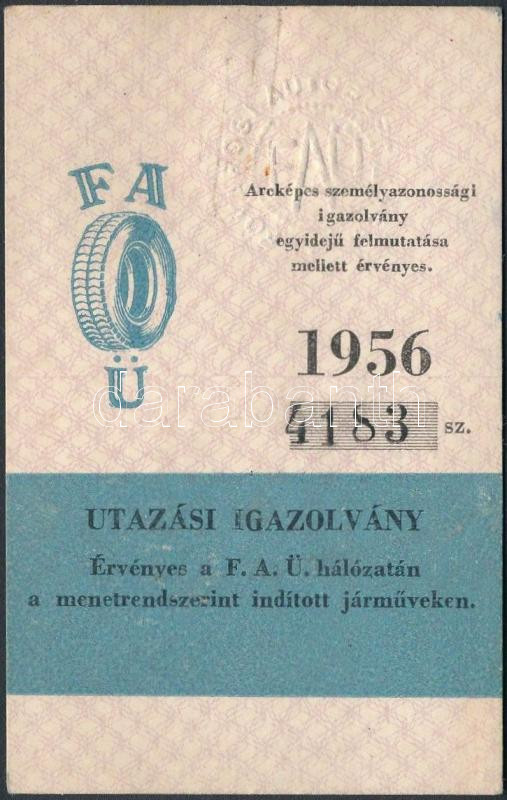 FA
Ü
FAÜ
Arcképes személyazonossági
igazolvány
egyidejű felmutatása
mellett érvényes.
1956
4183 sz.
darabanth
UTAZÁSI IGAZOLVÁNY
Érvényes a F. A. Ü. hálózatán
a menetrendszerint indított járműveken.